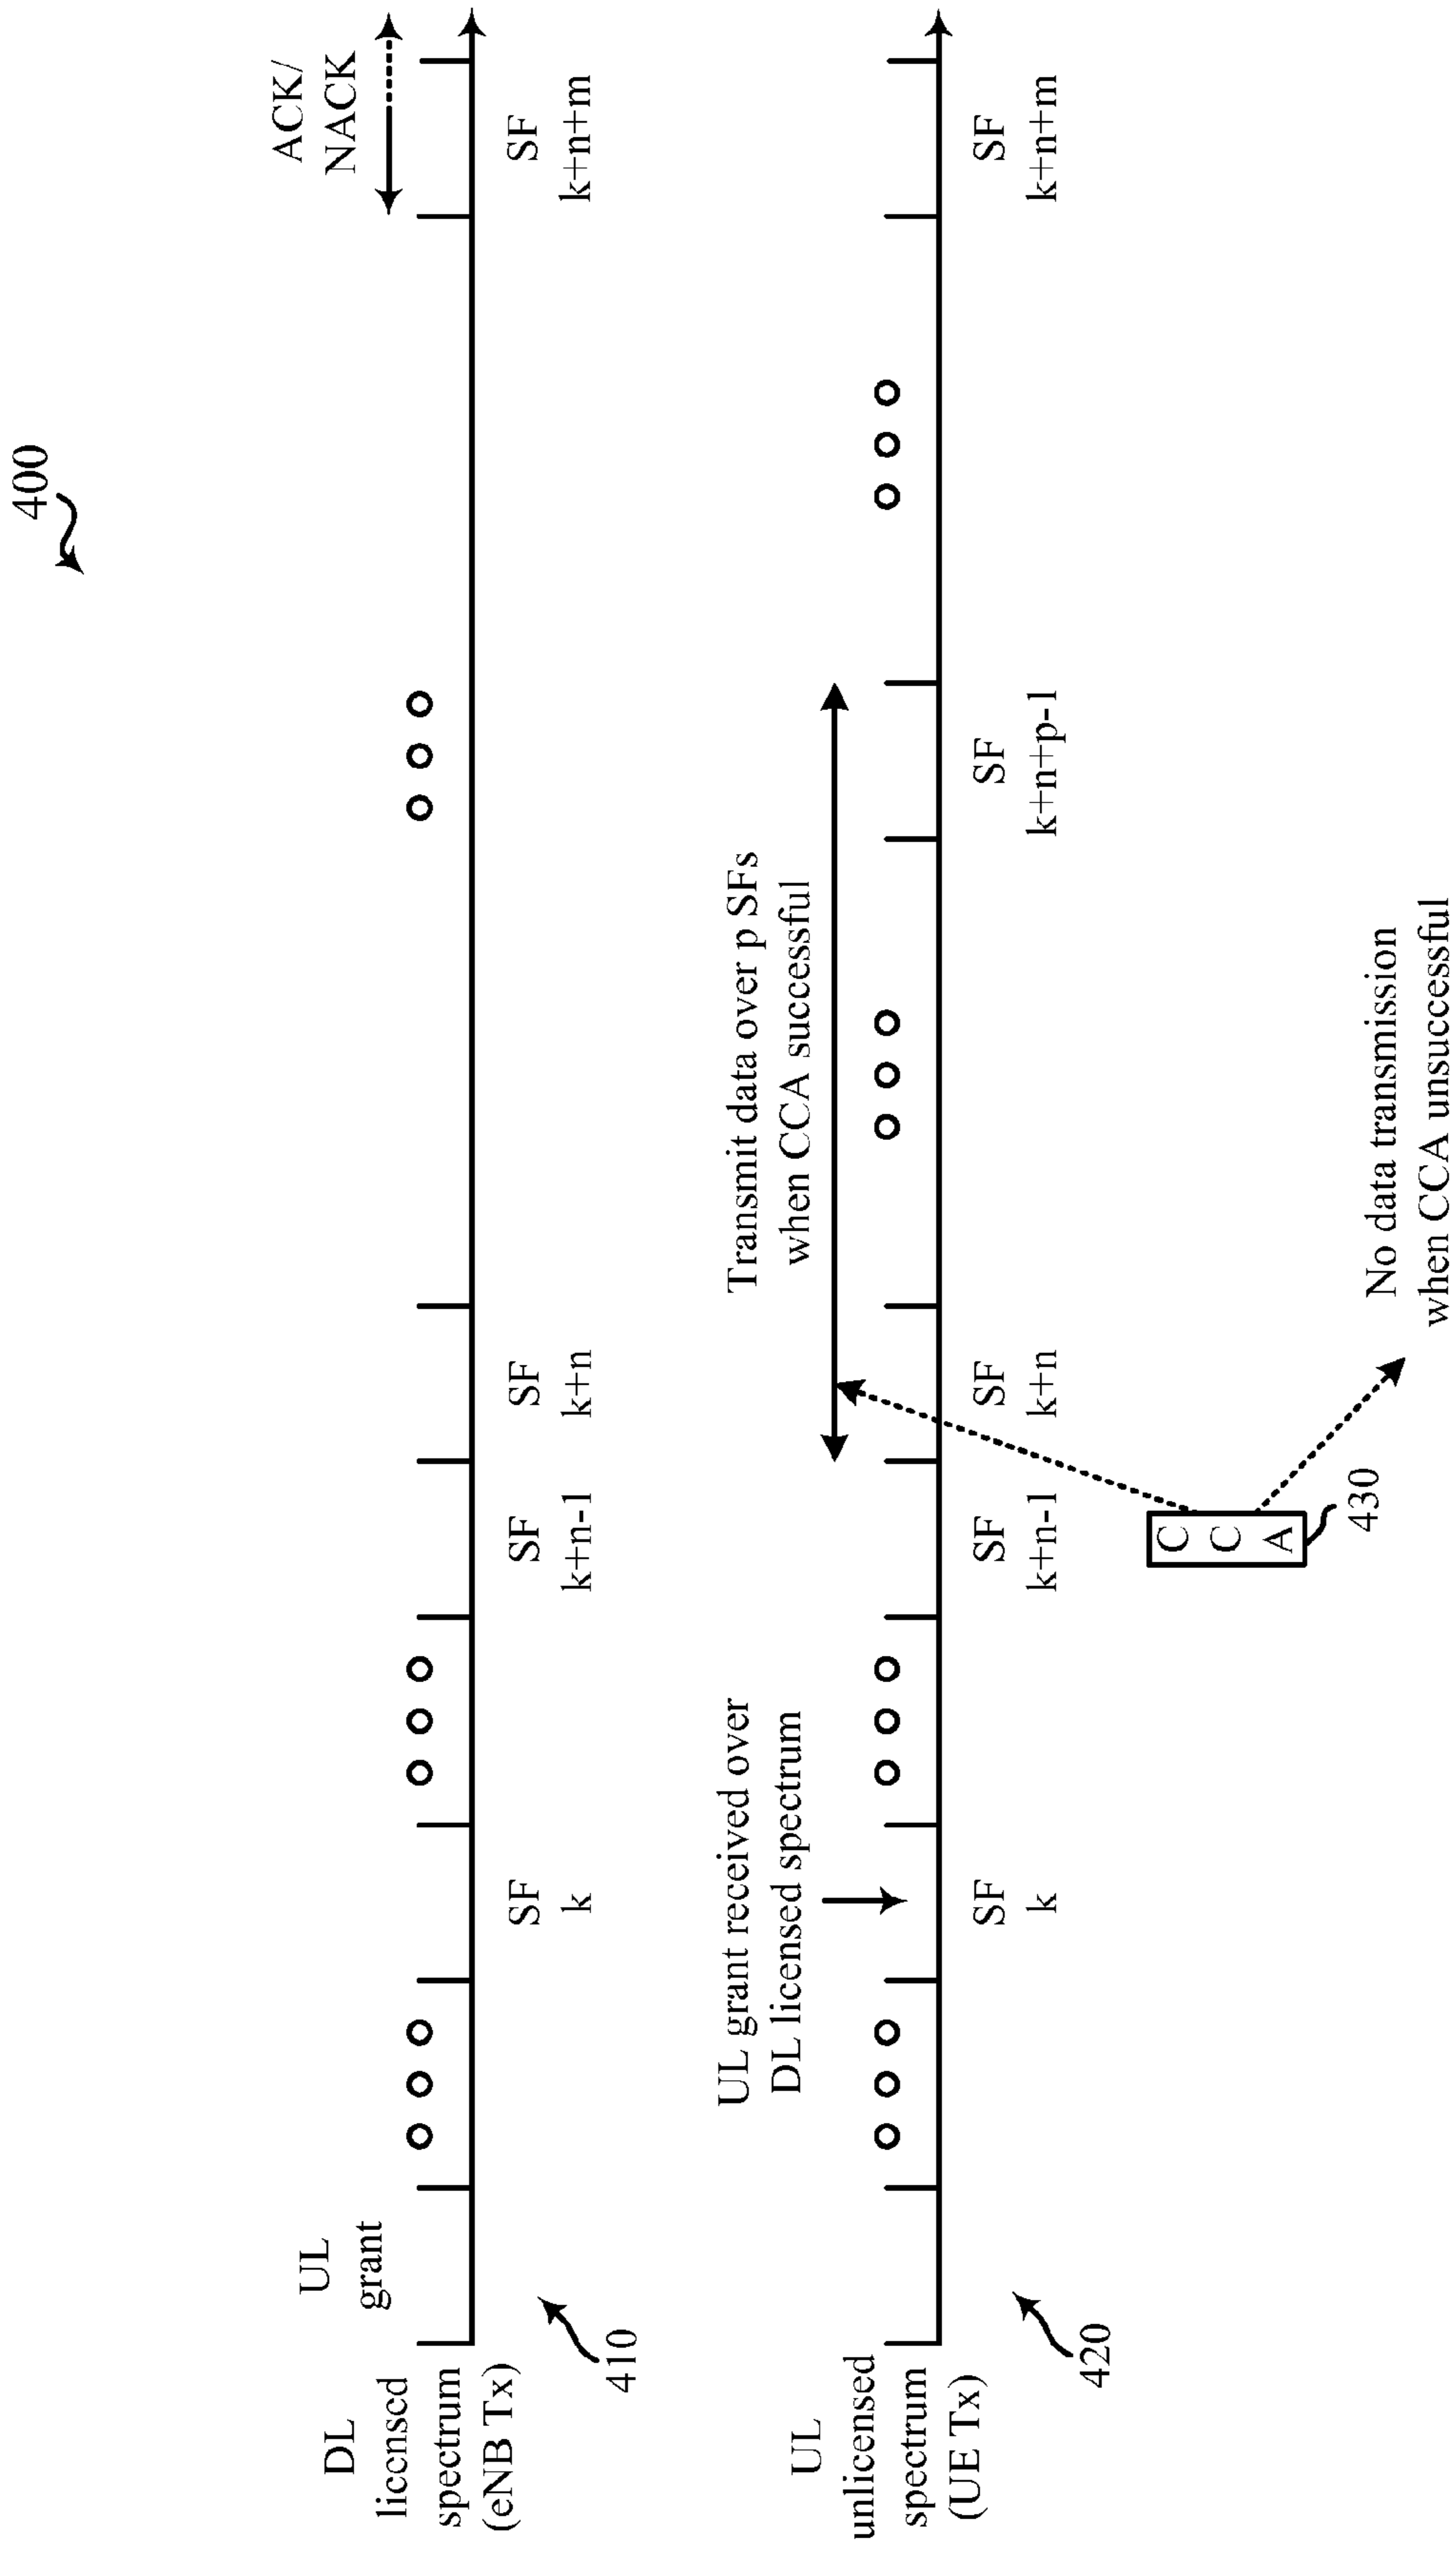 400
ACK/
NACK
UL
grant
DL
licensed
spectrum
(eNB Tx)
410
SF
k
SF
k+n-1
SF
k+n
SF
k+n+m
UL grant received over
DL licensed spectrum
Transmit data over p SFs
when CCA successful
UL
unlicensed
spectrum
(UE Tx)
420
SF
k
SF
k+n-1
SF
k+n
SF
k+n+p-1
SF
k+n+m
C
C
A
430
No data transmission
when CCA unsuccessful